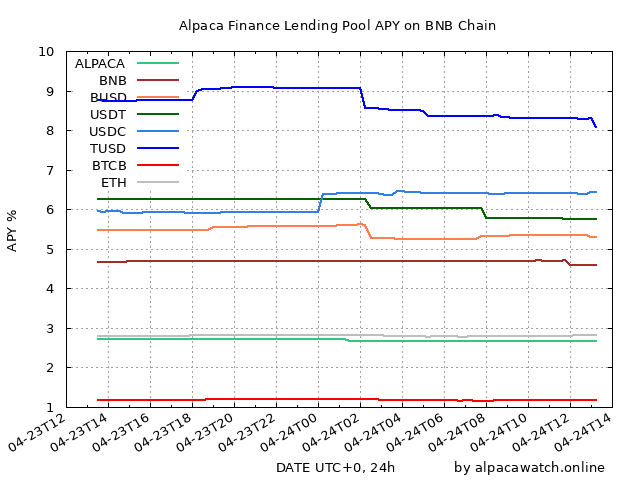 Alpaca Finance Lending Pool APY on BNB Chain
10
9
8
7
6
5
4
3
2
1
APY %
ALPACA
BNB
BUSD
USDT
USDC
TUSD
BTCB
ETH
04-23T12
04-23T14
04-23T16
04-23T18
04-23T20
04-23T22
04-24T00
04-24T02
04-24T04
04-24T06
04-24T08
04-24T10
04-24T12
04-24T14
DATE UTC+0, 24h
by alpacawatch.online